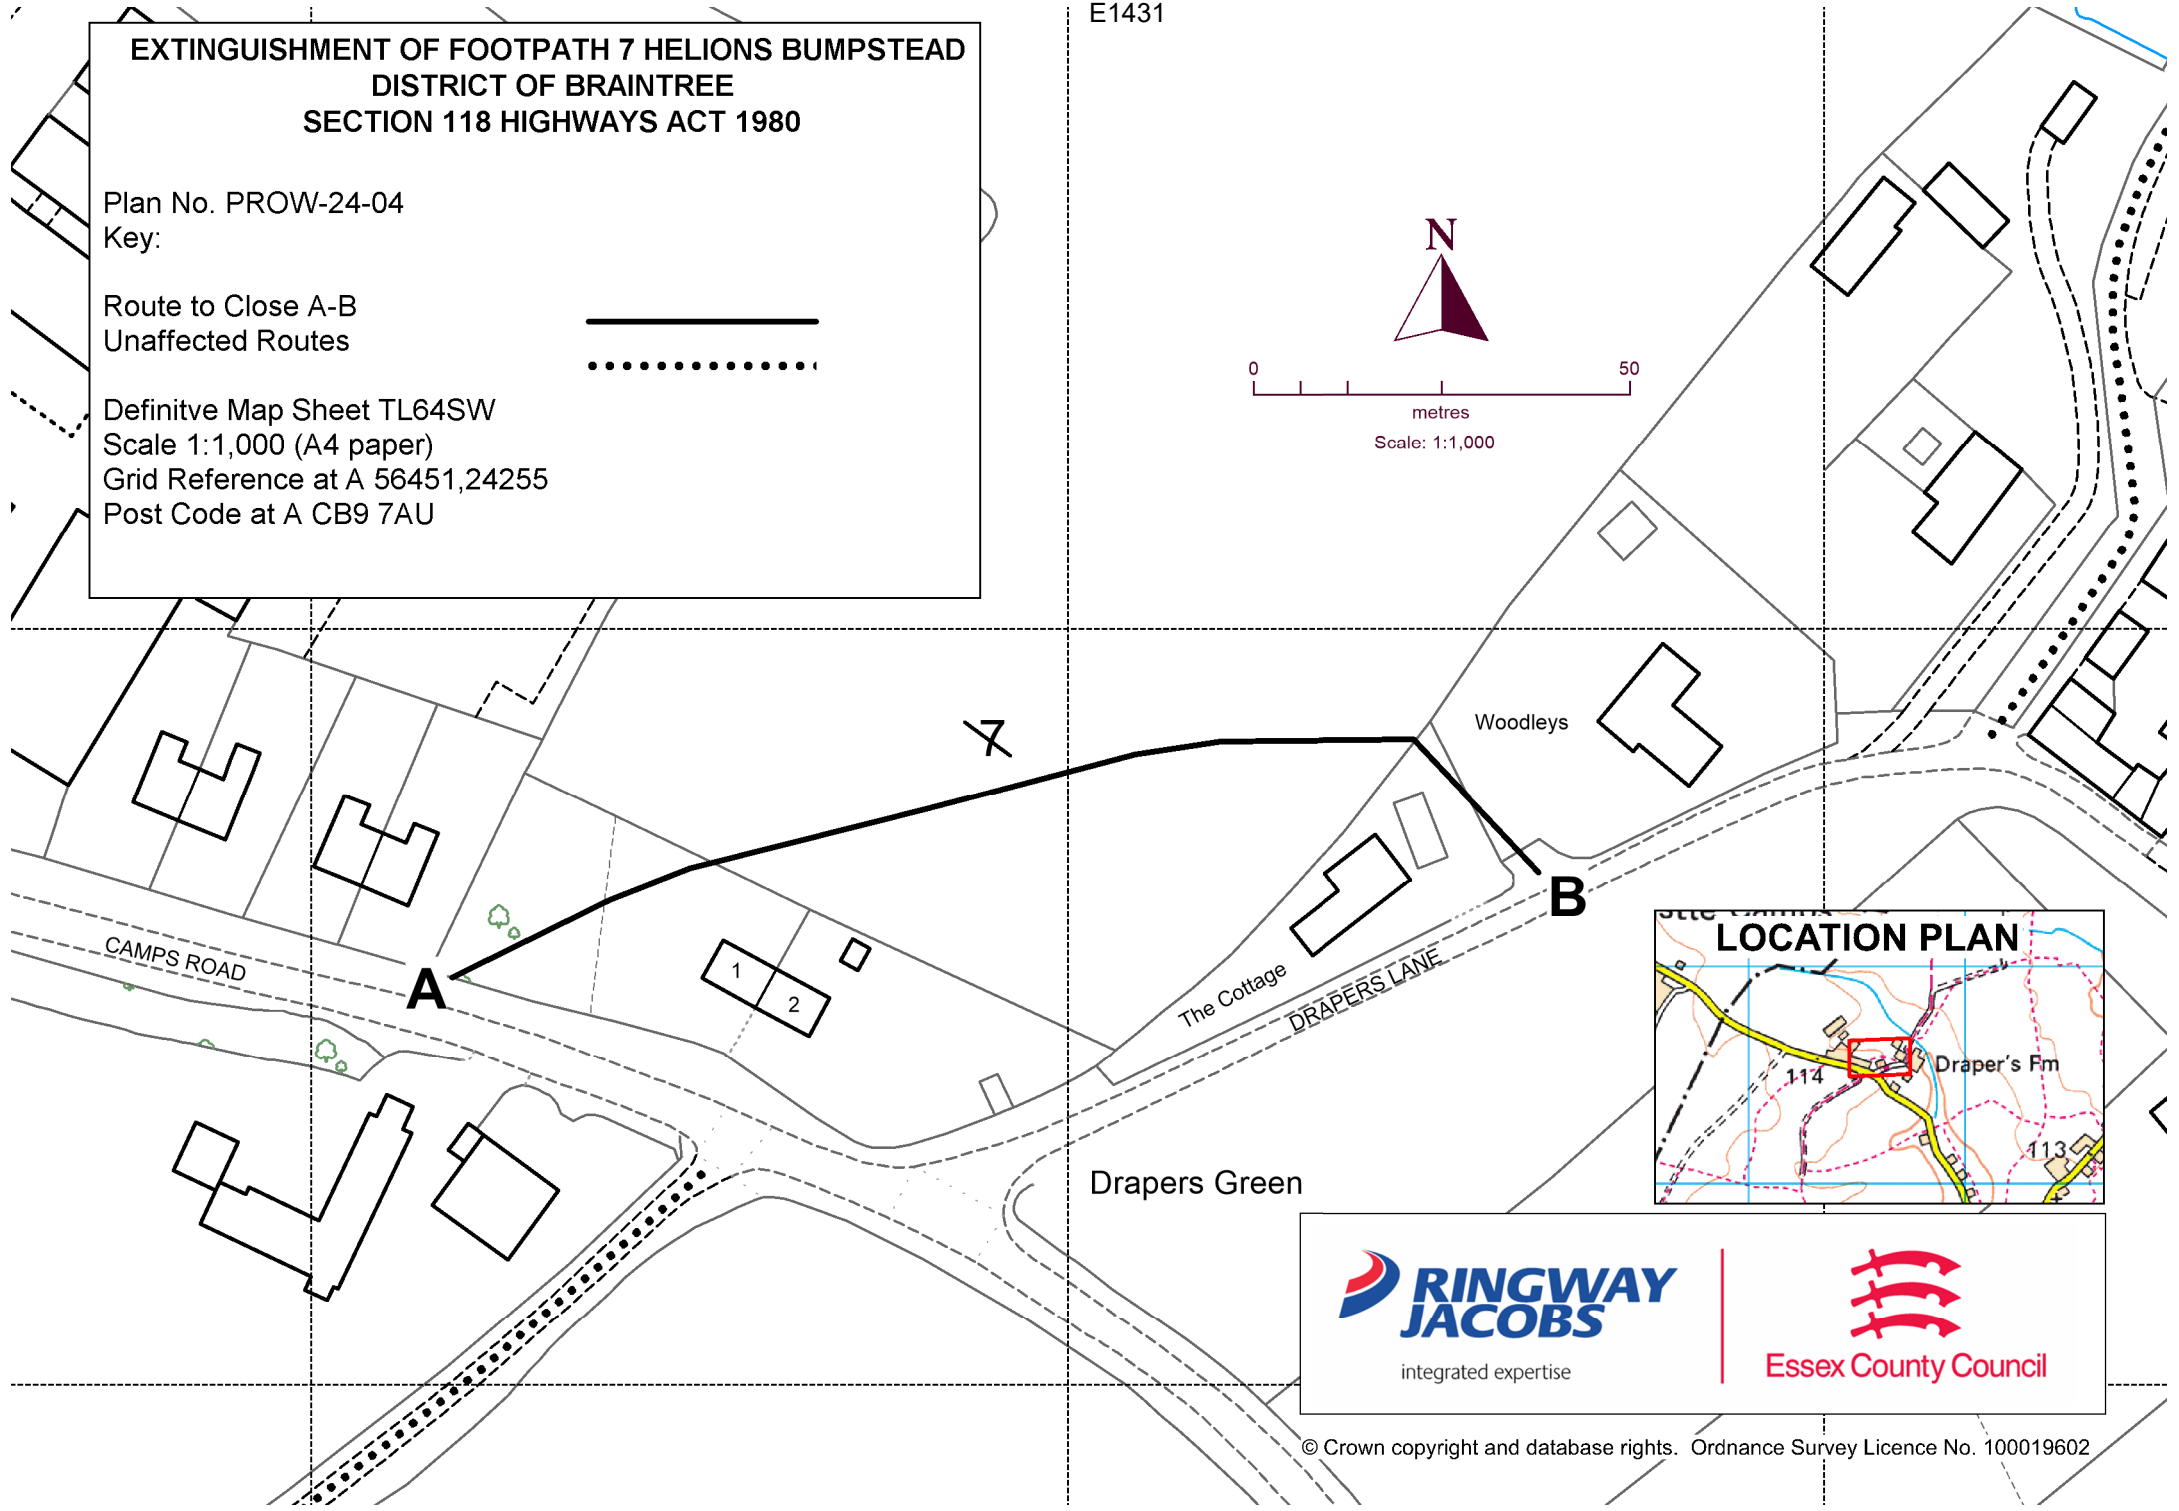 E1431
EXTINGUISHMENT OF FOOTPATH 7 HELIONS BUMPSTEAD
DISTRICT OF BRAINTREE
SECTION 118 HIGHWAYS ACT 1980
Plan No. PROW-24-04
Key:
Route to Close A-B
Unaffected Routes
Definitve Map Sheet TL64SW
Scale 1:1,000 (A4 paper)
Grid Reference at A 56451,24255
Post Code at A CB9 7AU
N
0 50
metres
Scale: 1:1,000
7
Woodleys
A
B
CAMPS ROAD
1
2
The Cottage
DRAPERS LANE
Drapers Green
LOCATION PLAN
Draper's Fm
114
113
RINGWAY
JACOBS
integrated expertise
Essex County Council
© Crown copyright and database rights. Ordnance Survey Licence No. 100019602